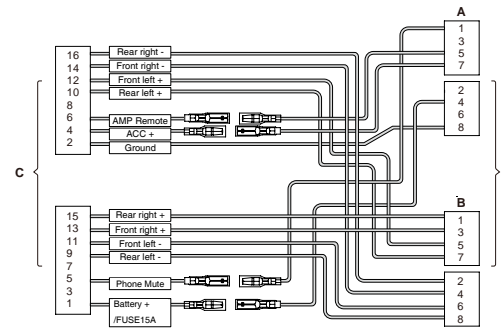 A
1
3
5
7
2
4
6
8
16 Rear right -
14 Front right -
12 Front left +
10 Rear left +
8
6 AMP Remote
4 ACC +
2 Ground
C
15 Rear right +
13 Front right +
11 Front left -
9 Rear left -
7
5 Phone Mute
3
1 Battery +
/FUSE15A
B
1
3
5
7
2
4
6
8